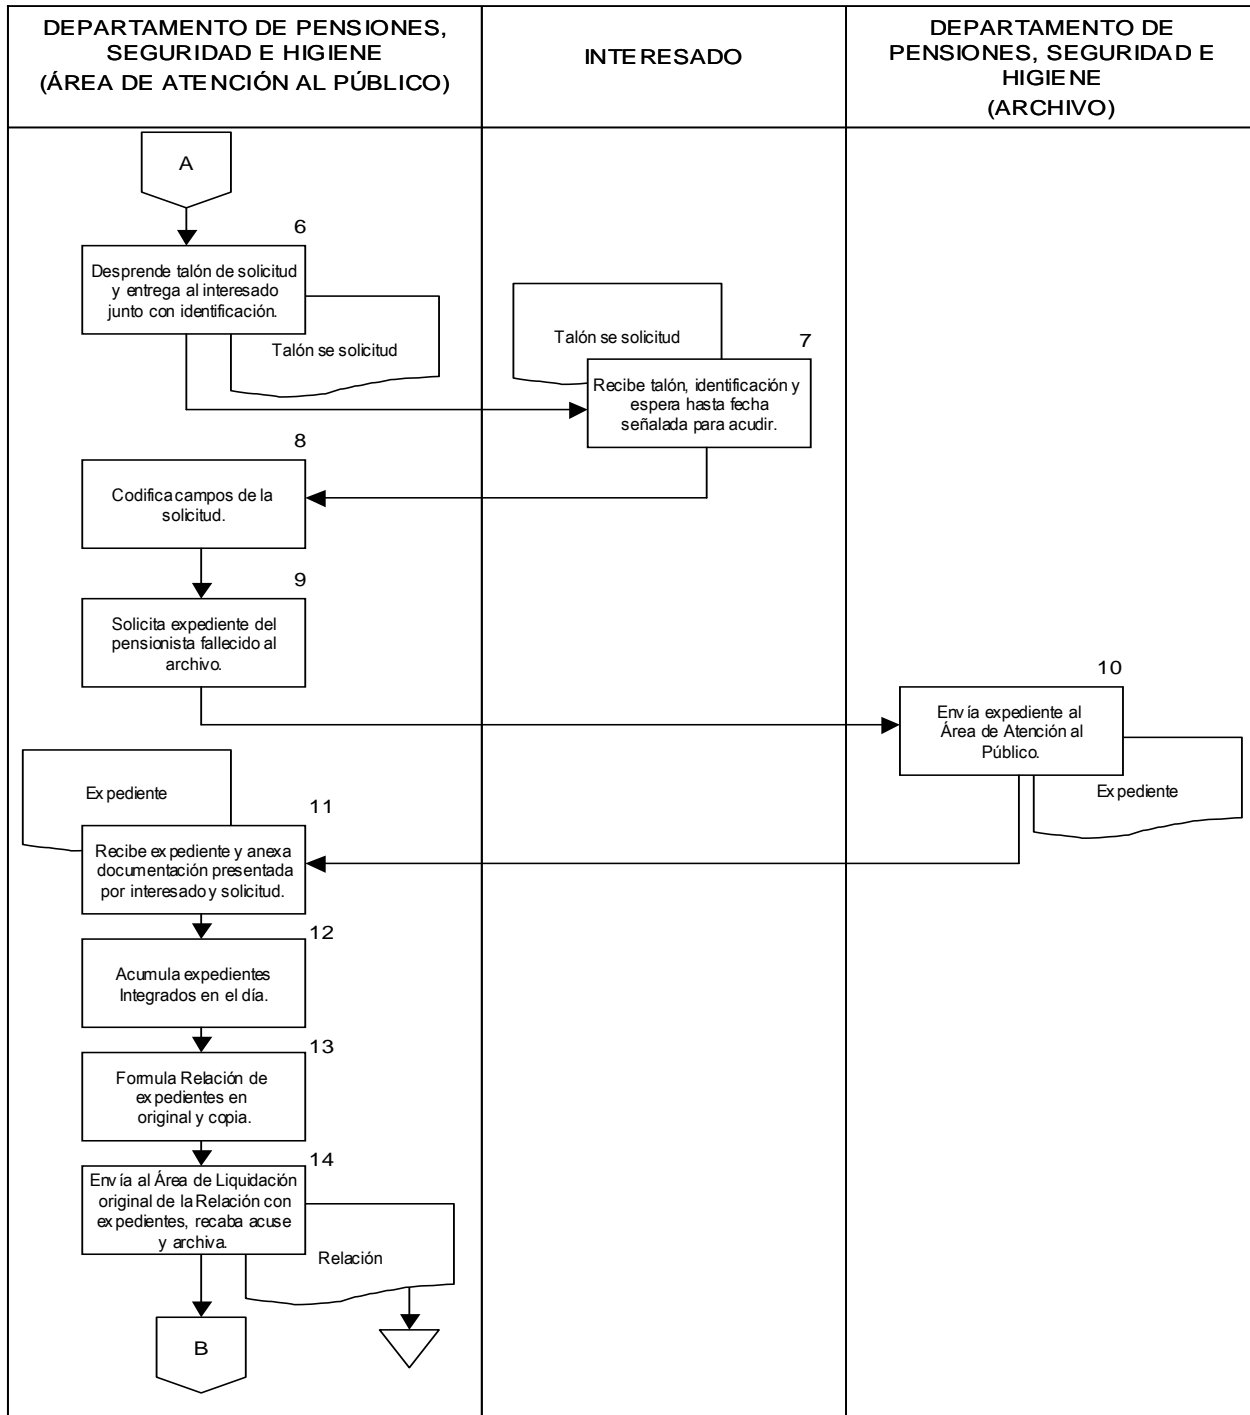 DEPARTAMENTO DE PENSIONES,
SEGURIDAD E HIGIENE
(ÁREA DE ATENCIÓN AL PÚBLICO)
INTERESADO
DEPARTAMENTO DE
PENSIONES, SEGURIDAD E
HIGIENE
(ARCHIVO)
A
6
Desprende talón de solicitud
y entrega al interesado
junto con identificación.
Talón se solicitud
Talón se solicitud
7
Recibe talón, identificación y
espera hasta fecha
señalada para acudir.
8
Codifica campos de la
solicitud.
9
Solicita expediente del
pensionista fallecido al
archivo.
10
Envía expediente al
Área de Atención al
Público.
Expediente
Expediente
11
Recibe expediente y anexa
documentación presentada
por interesado y solicitud.
12
Acumula expedientes
Integrados en el día.
13
Formula Relación de
expedientes en
original y copia.
14
Envía al Área de Liquidación
original de la Relación con
expedientes, recaba acuse
y archiva.
Relación
B